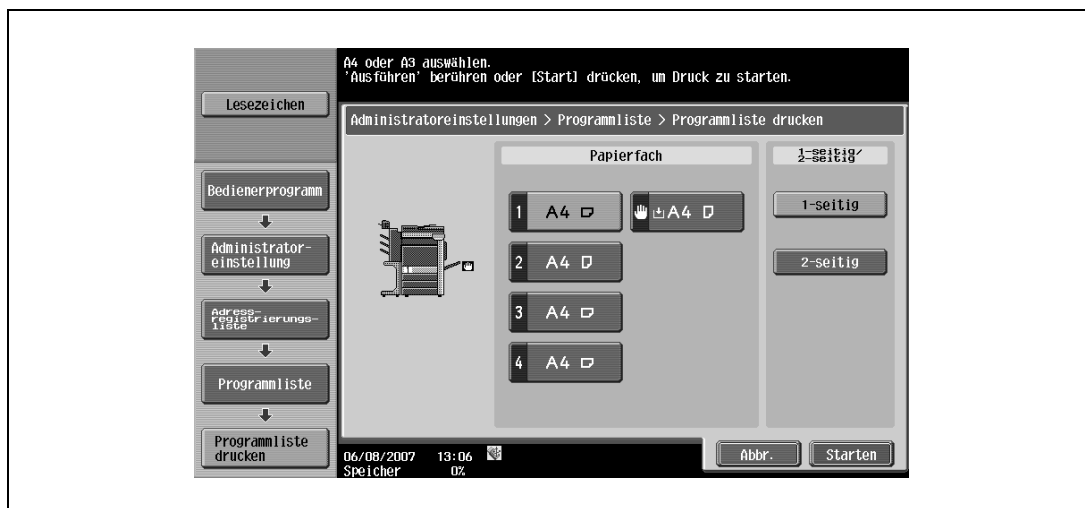 A4 oder A3 auswählen.
'Ausführen' berühren oder [Start] drücken, um Druck zu starten.
Lesezeichen
Administratoreinstellungen > Programmliste > Programmliste drucken
Papierfach
1-seitig/
2-seitig
Bedienerprogramm
1 A4
A4
1-seitig
Administrator-
einstellung
2 A4
2-seitig
Adress-
registrierungs-
liste
3 A4
4 A4
Programmliste
Programmliste
drucken
06/08/2007 13:06
Speicher 0%
Abbr.
Starten